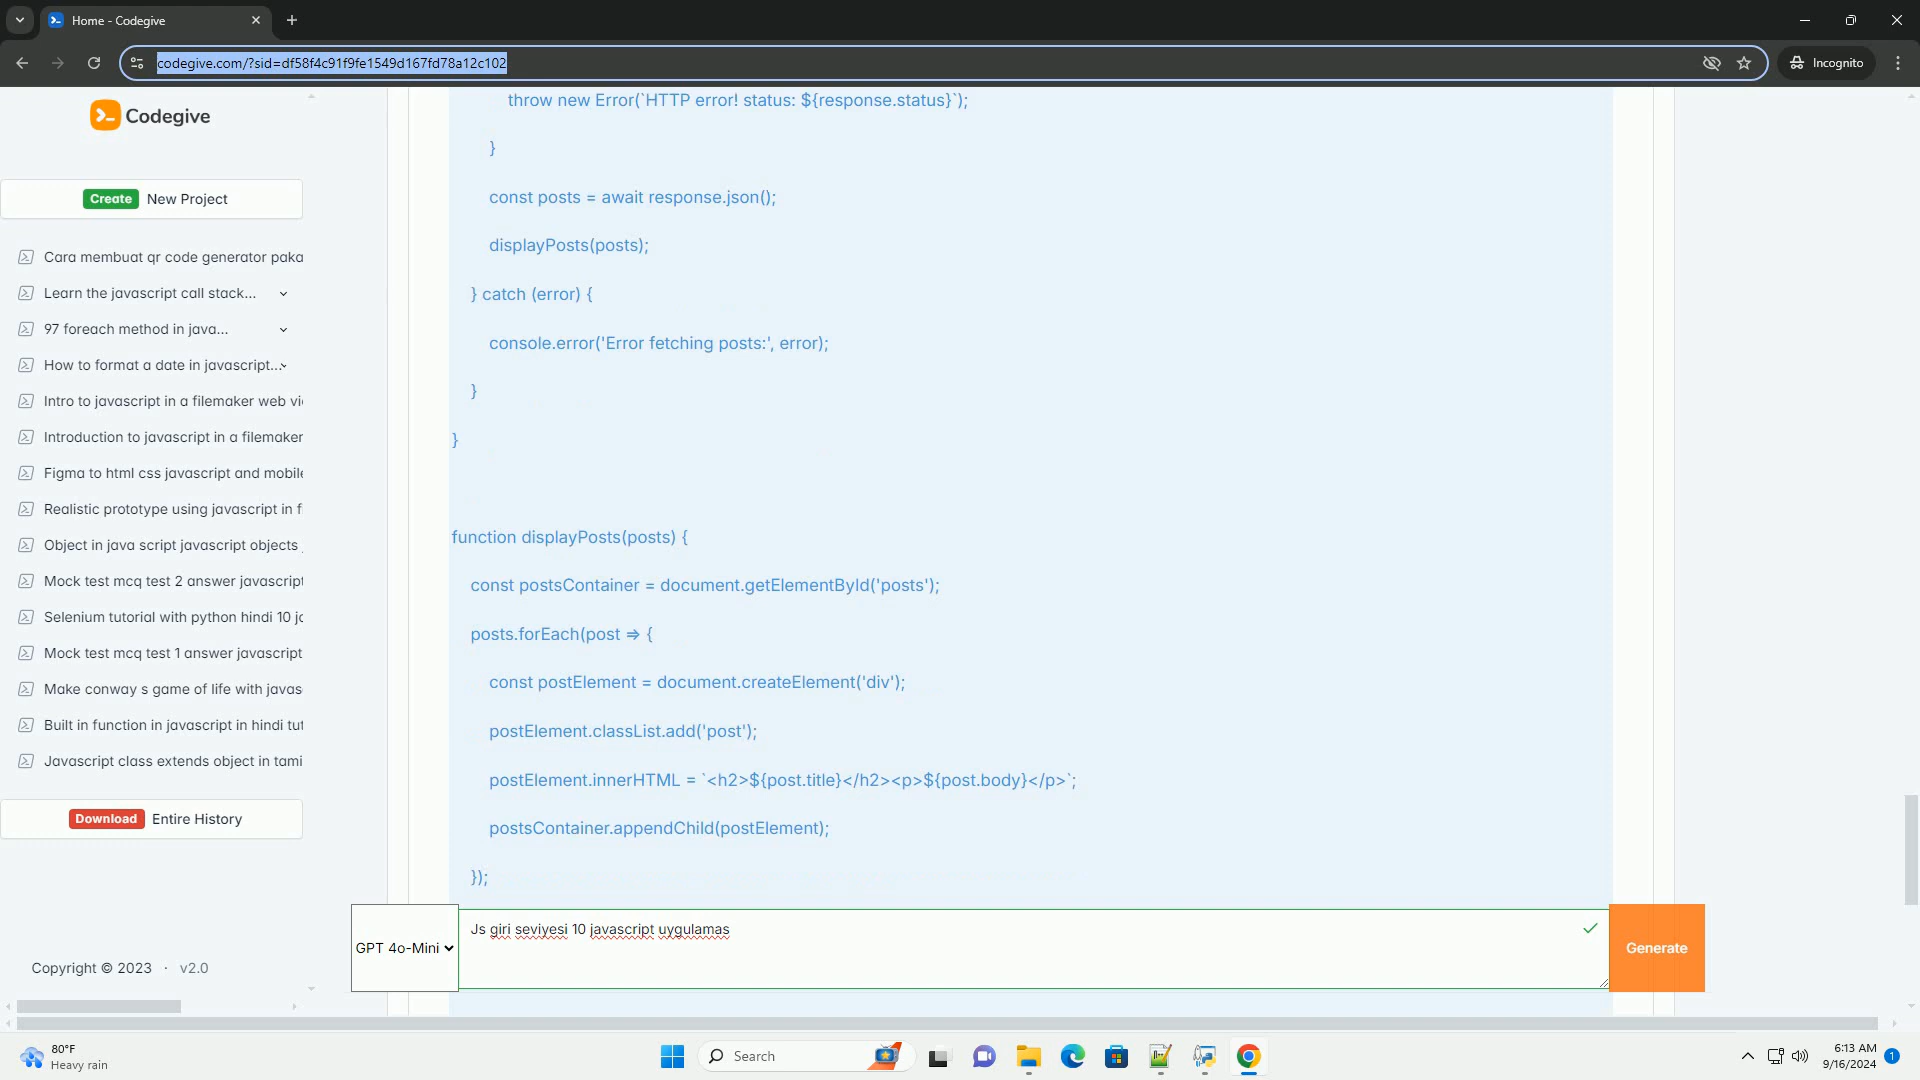 Home - Codegive
codegive.com/?sid=df58f4c91f9fe1549d167fd78a12c102
Incognito
Codegive
Create New Project
Cara membuat qr code generator paka
Learn the javascript call stack...
97 foreach method in java...
How to format a date in javascript...
Intro to javascript in a filemaker web vi
Introduction to javascript in a filemaker
Figma to html css javascript and mobile
Realistic prototype using javascript in f
Object in java script javascript objects
Mock test mcq test 2 answer javascript
Selenium tutorial with python hindi 10 ja
Mock test mcq test 1 answer javascript
Make conway s game of life with javas
Built in function in javascript in hindi tut
Javascript class extends object in tami
Download Entire History
Copyright © 2023 · v2.0
throw new Error(`HTTP error! status: ${response.status}`);
}
const posts = await response.json();
displayPosts(posts);
} catch (error) {
console.error('Error fetching posts:', error);
}
}
function displayPosts(posts) {
const postsContainer = document.getElementById('posts');
posts.forEach(post => {
const postElement = document.createElement('div');
postElement.classList.add('post');
postElement.innerHTML = `<h2>${post.title}</h2><p>${post.body}</p>`;
postsContainer.appendChild(postElement);
});
GPT 4o-Mini
Js giri seviyesi 10 javascript uygulamas
Generate
80°F
Heavy rain
Search
6:13 AM
9/16/2024
1